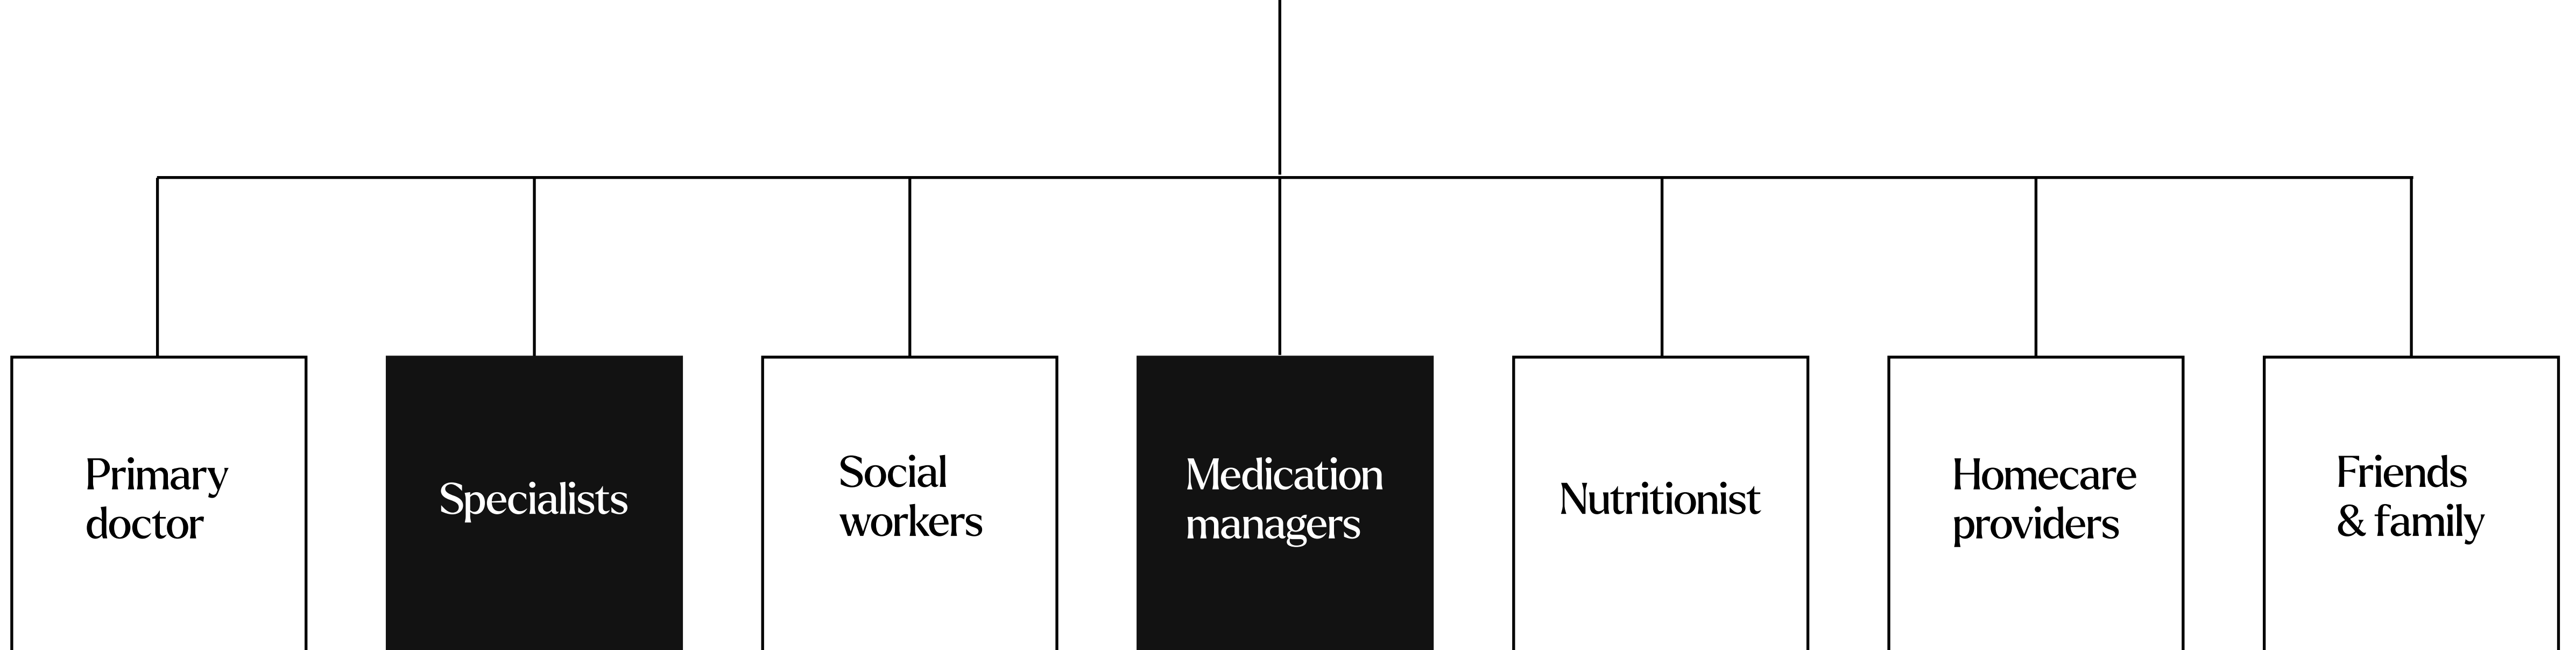 Primary
doctor
Specialists
Social
workers
Medication
managers
Nutritionist
Homecare
providers
Friends
& family